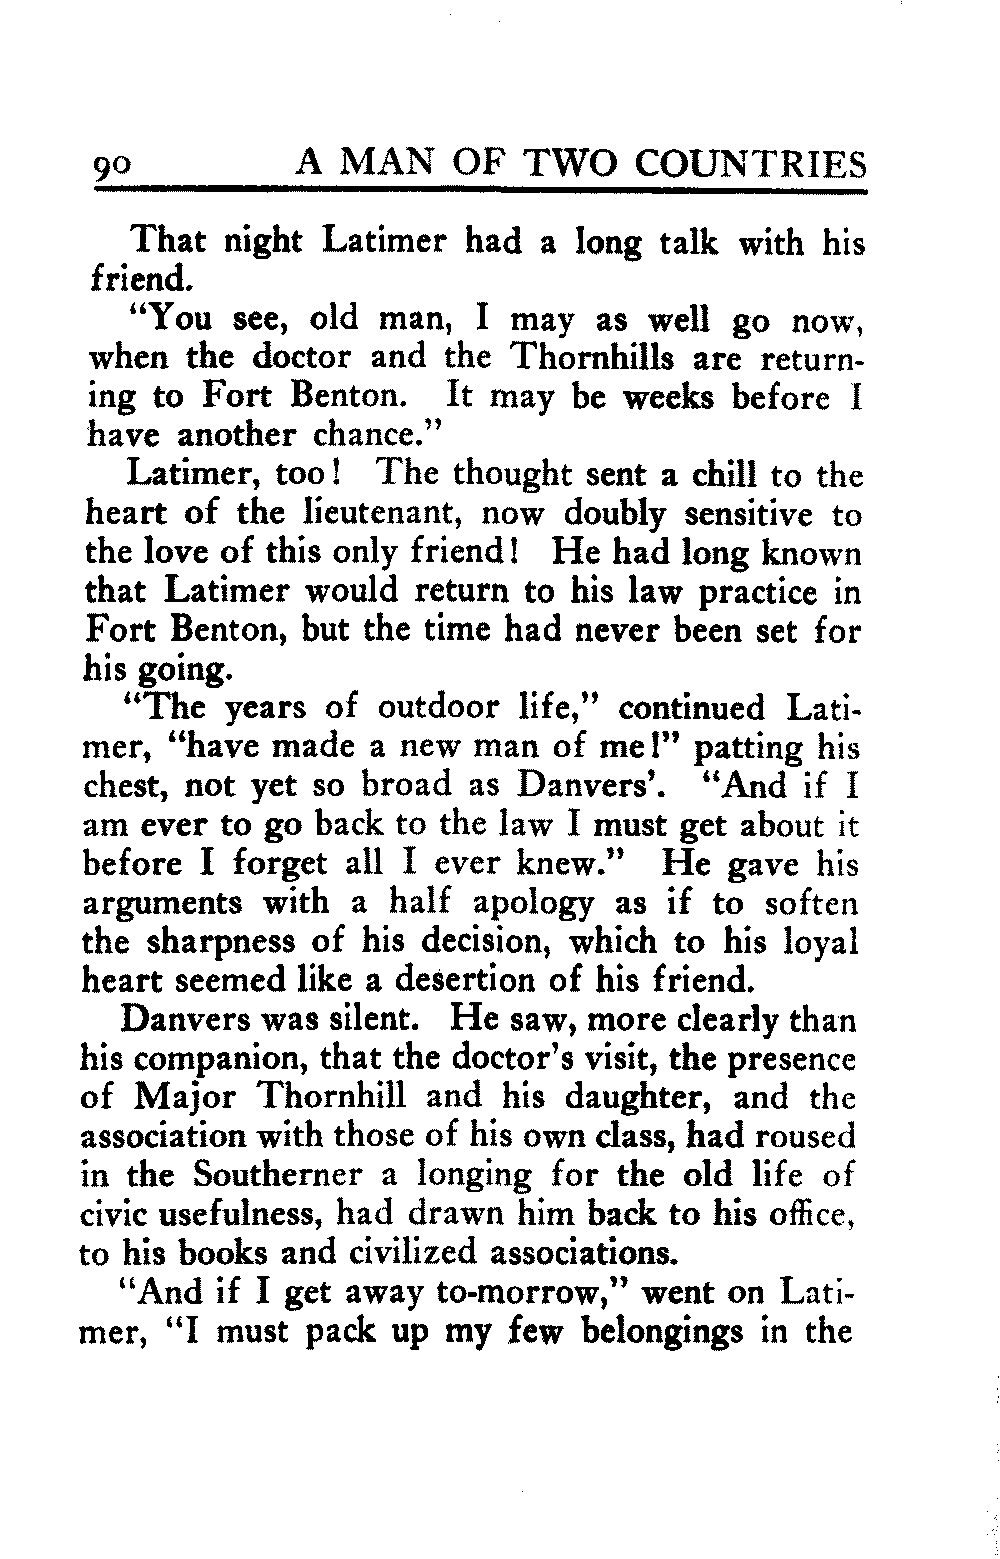 90 A MAN OF TWO COUNTRIES
That night Latimer had a long talk with his
friend.
“You see, old man, I may as well go now,
when the doctor and the Thornhills are return-
ing to Fort Benton. It may be weeks before I
have another chance.”
Latimer, too! The thought sent a chill to the
heart of the lieutenant, now doubly sensitive to
the love of this only friend! He had long known
that Latimer would return to his law practice in
Fort Benton, but the time had never been set for
his going.
“The years of outdoor life,” continued Lati-
mer, “have made a new man of me!” patting his
chest, not yet so broad as Danvers’. “And if I
am ever to go back to the law I must get about it
before I forget all I ever knew.” He gave his
arguments with a half apology as if to soften
the sharpness of his decision, which to his loyal
heart seemed like a desertion of his friend.
Danvers was silent. He saw, more clearly than
his companion, that the doctor’s visit, the presence
of Major Thornhill and his daughter, and the
association with those of his own class, had roused
in the Southerner a longing for the old life of
civic usefulness, had drawn him back to his office,
to his books and civilized associations.
“And if I get away to-morrow,” went on Lati-
mer, “I must pack up my few belongings in the